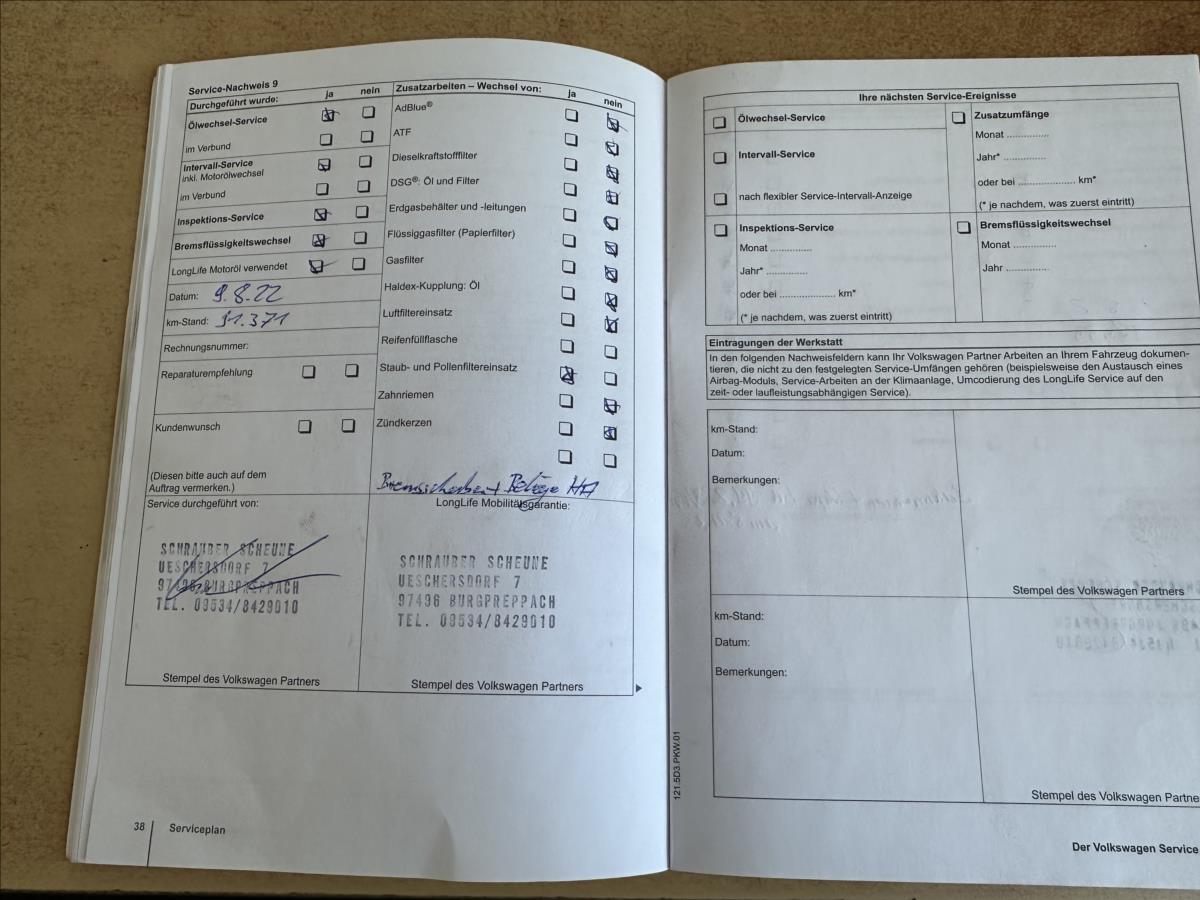 Service-Nachweis 9
Durchgeführt wurde: ja nein
Ölwechsel-Service
im Verbund
Intervall-Service
inkl. Motorölwechsel
im Verbund
Inspektions-Service
Bremsflüssigkeitswechsel
LongLife Motoröl verwendet
Datum: 9.8.22
km-Stand: 91.371
Rechnungsnummer:
Reparaturempfehlung
Kundenwunsch
(Diesen bitte auch auf dem
Auftrag vermerken.)
Zusatzarbeiten – Wechsel von: ja nein
AdBlue®
ATF
Dieselkraftstofffilter
DSG®: Öl und Filter
Erdgasbehälter und -leitungen
Flüssiggasfilter (Papierfilter)
Gasfilter
Haldex-Kupplung: Öl
Luftfiltereinsatz
Reifenfüllflasche
Staub- und Pollenfiltereinsatz
Zahnriemen
Zündkerzen
Bremsscheiben + Beläge HA
Service durchgeführt von:
SCHRAUBER SCHEUNE
UESCHERSDORF 7
97496 BURGPREPPACH
TEL. 09534/8429010
Stempel des Volkswagen Partners
LongLife Mobilitätsgarantie:
SCHRAUBER SCHEUNE
UESCHERSDORF 7
97496 BURGPREPPACH
TEL. 09534/8429010
Stempel des Volkswagen Partners
38 Serviceplan
Ihre nächsten Service-Ereignisse
Ölwechsel-Service
Intervall-Service
nach flexibler Service-Intervall-Anzeige
Zusatzumfänge
Monat ...............
Jahr* ...............
oder bei .................... km*
(* je nachdem, was zuerst eintritt)
Inspektions-Service
Monat ...............
Jahr* ...............
oder bei .................... km*
(* je nachdem, was zuerst eintritt)
Bremsflüssigkeitswechsel
Monat ...............
Jahr ...............
Eintragungen der Werkstatt
In den folgenden Nachweisfeldern kann Ihr Volkswagen Partner Arbeiten an Ihrem Fahrzeug dokumen-
tieren, die nicht zu den festgelegten Service-Umfängen gehören (beispielsweise den Austausch eines
Airbag-Moduls, Service-Arbeiten an der Klimaanlage, Umcodierung des LongLife Service auf den
zeit- oder laufleistungsabhängigen Service).
km-Stand:
Datum:
Bemerkungen:
Stempel des Volkswagen Partners
km-Stand:
Datum:
Bemerkungen:
Stempel des Volkswagen Partne
121.5D3.PKW.01
Der Volkswagen Service